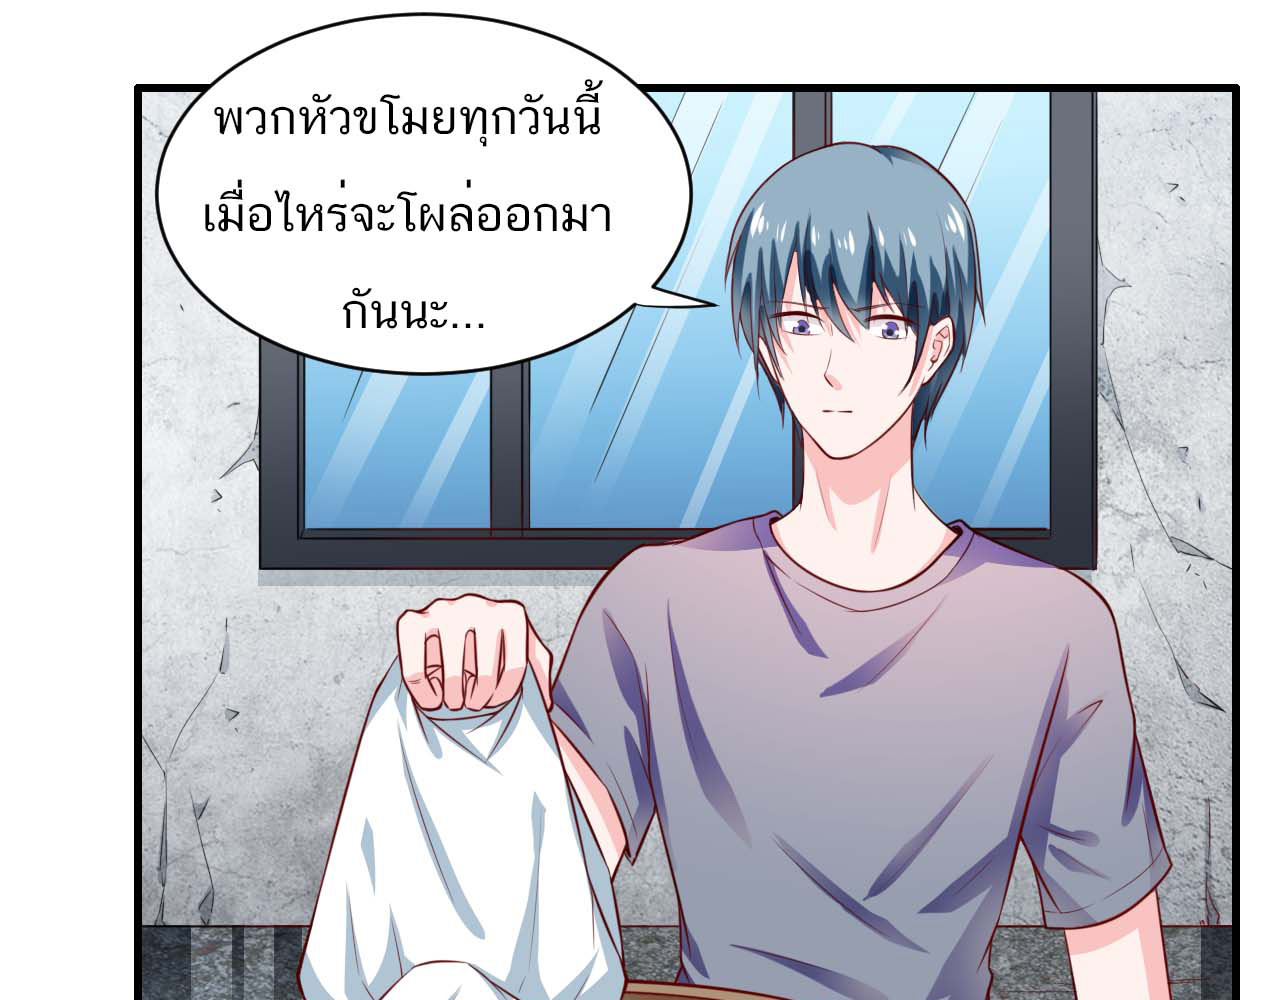 พวกหัวขโมยทุกวันนี้
เมื่อไหร่จะโผล่ออกมา
กันนะ...